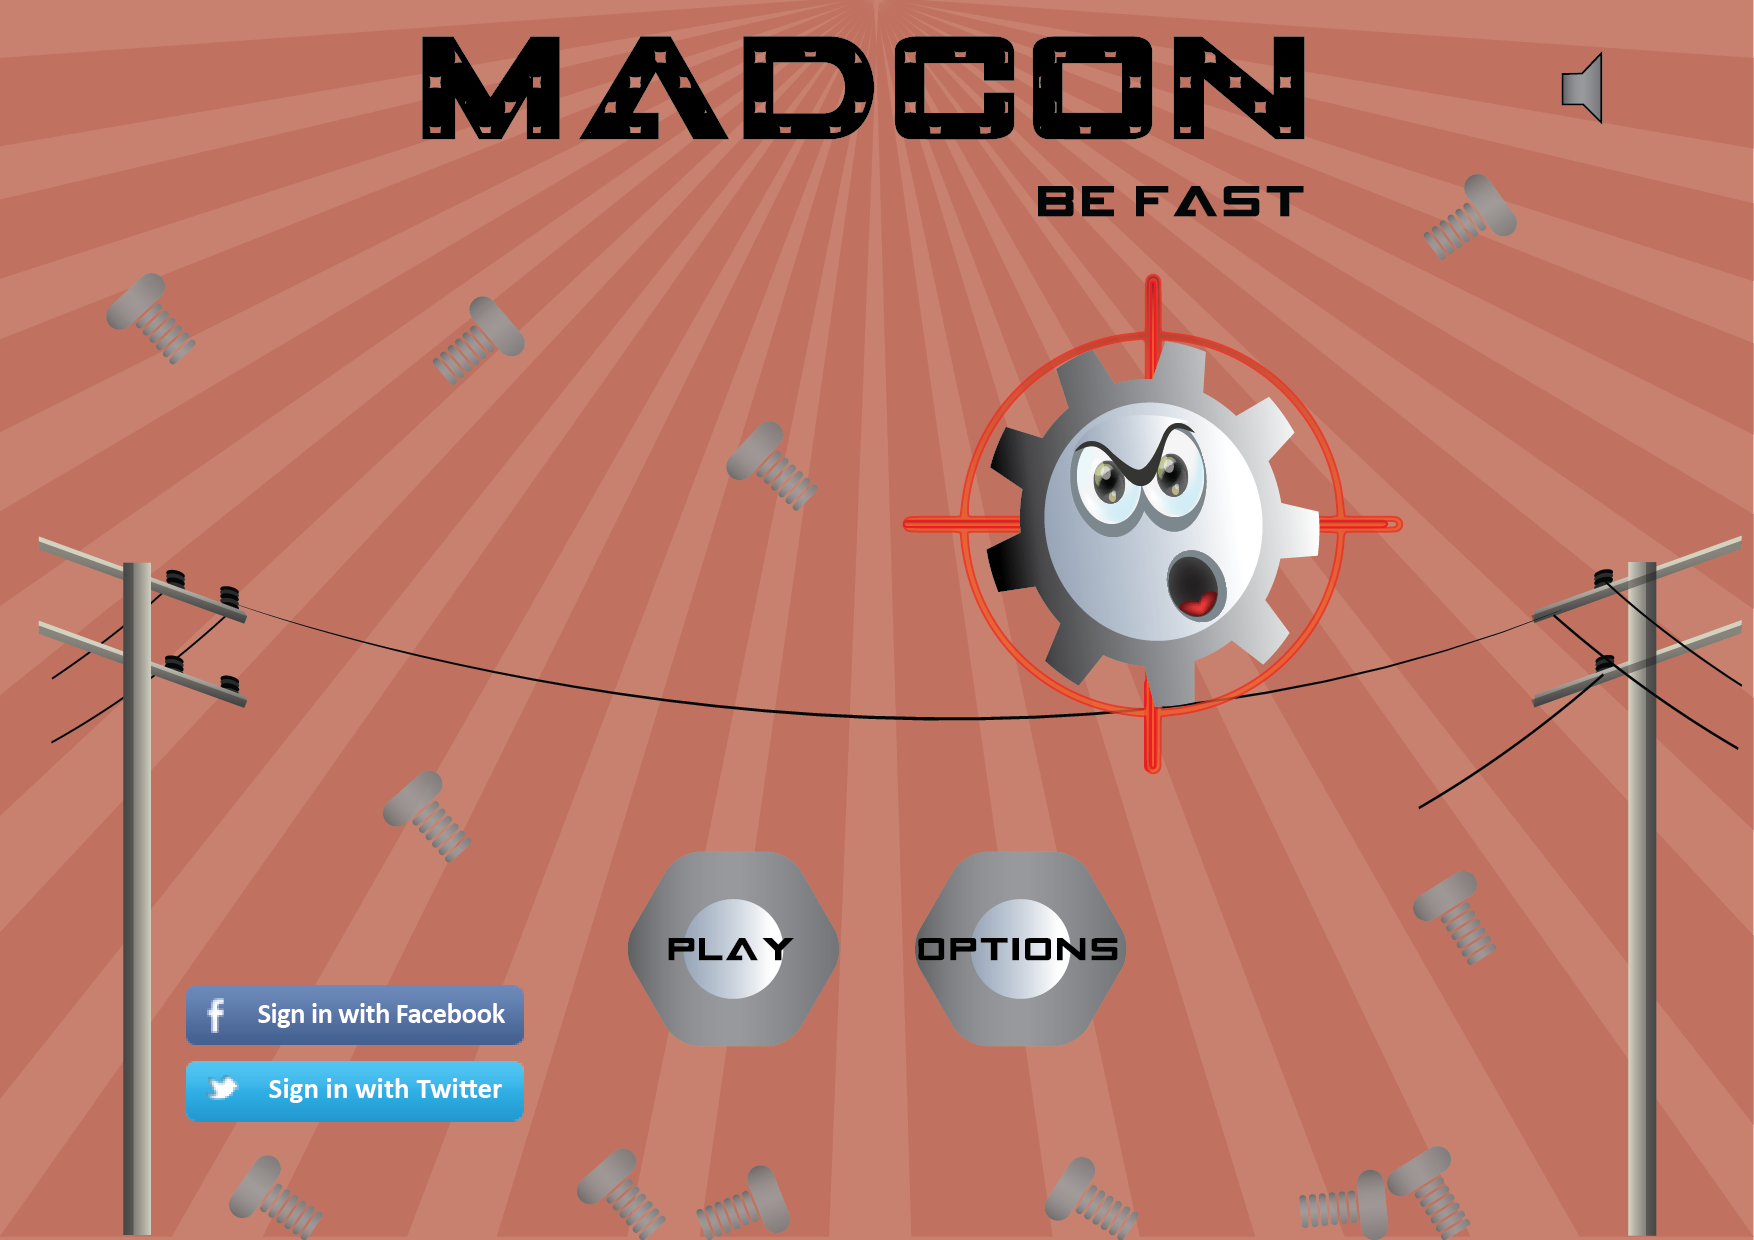 MADCON
BE FAST
PLAY
OPTIONS
Sign in with Facebook
Sign in with Twitter